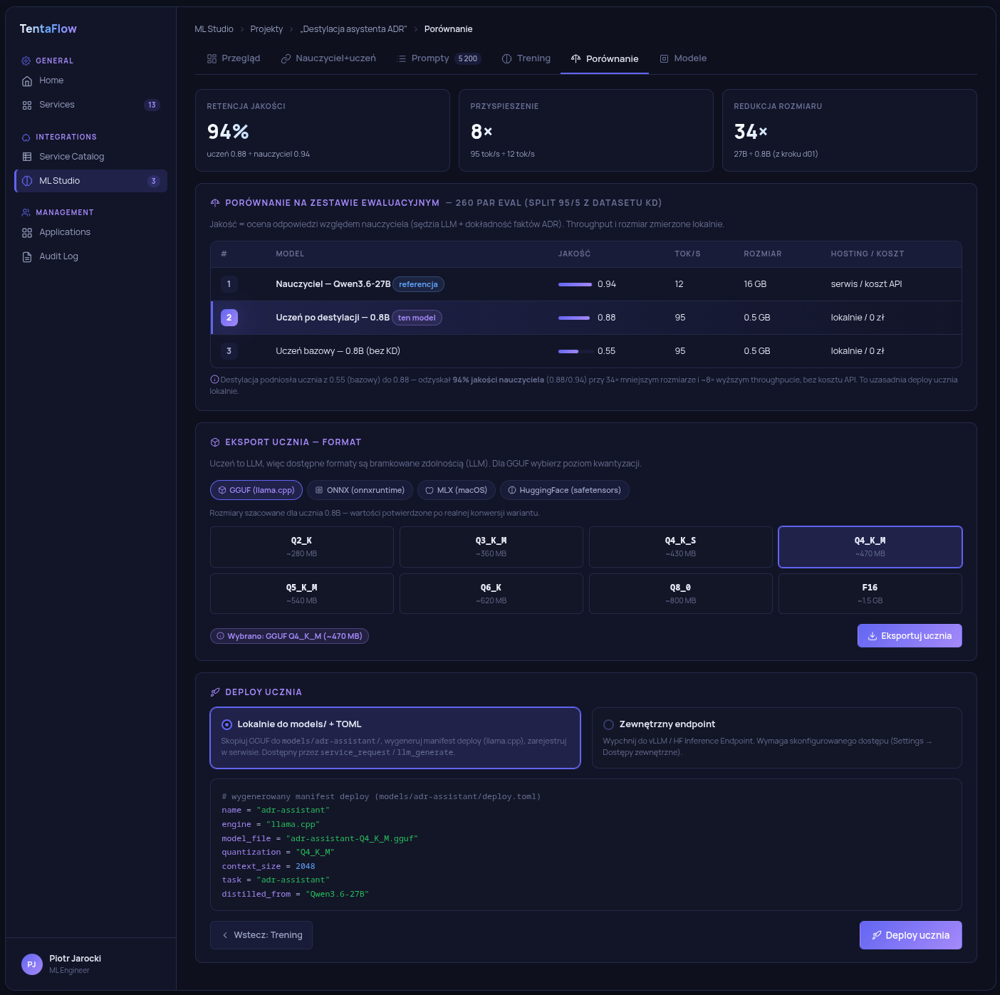 TentaFlow
GENERAL
Home
Services 13
INTEGRATIONS
Service Catalog
ML Studio 3
MANAGEMENT
Applications
Audit Log
Piotr Jarocki
PJ
ML Engineer
ML Studio › Projekty › „Destylacja asystenta ADR” › Porównanie
Przegląd Nauczyciel+uczeń Prompty 5 200 Trening Porównanie Modele
RETENCJA JAKOŚCI
94%
uczeń 0.88 ÷ nauczyciel 0.94
PRZYSPIESZENIE
8×
95 tok/s ÷ 12 tok/s
REDUKCJA ROZMIARU
34×
27B ÷ 0.8B (z kroku d01)
PORÓWNANIE NA ZESTAWIE EWALUACYJNYM — 260 PAR EVAL (SPLIT 95/5 Z DATASETU KD)
Jakość = ocena odpowiedzi względem nauczyciela (sędzia LLM + dokładność faktów ADR). Throughput i rozmiar zmierzone lokalnie.
# MODEL JAKOŚĆ TOK/S ROZMIAR HOSTING / KOSZT
1 Nauczyciel — Qwen3.6-27B referencja 0.94 12 16 GB serwis / koszt API
2 Uczeń po destylacji — 0.8B ten model 0.88 95 0.5 GB lokalnie / 0 zł
3 Uczeń bazowy — 0.8B (bez KD) 0.55 95 0.5 GB lokalnie / 0 zł
Destylacja podniosła ucznia z 0.55 (bazowy) do 0.88 — odzyskał 94% jakości nauczyciela (0.88/0.94) przy 34× mniejszym rozmiarze i ~8× wyższym throughpucie, bez kosztu API. To uzasadnia deploy ucznia
lokalnie.
EKSPORT UCZNIA — FORMAT
Uczeń to LLM, więc dostępne formaty są bramkowane zdolnością (LLM). Dla GGUF wybierz poziom kwantyzacji.
GGUF (llama.cpp) ONNX (onnxruntime) MLX (macOS) HuggingFace (safetensors)
Rozmiary szacowane dla ucznia 0.8B — wartości potwierdzone po realnej konwersji wariantu.
Q2_K Q3_K_M Q4_K_S Q4_K_M
~280 MB ~360 MB ~430 MB ~470 MB
Q5_K_M Q6_K Q8_0 F16
~540 MB ~620 MB ~800 MB ~1.5 GB
Wybrano: GGUF Q4_K_M (~470 MB)
Eksportuj ucznia
DEPLOY UCZNIA
Lokalnie do models/ + TOML
Skopiuj GGUF do models/adr-assistant/, wygeneruj manifest deploy (llama.cpp), zarejestruj
w serwisie. Dostępny przez service_request / llm_generate.
Zewnętrzny endpoint
Wypchnij do vLLM / HF Inference Endpoint. Wymaga skonfigurowanego dostępu (Settings →
Dostępy zewnętrzne).
# wygenerowany manifest deploy (models/adr-assistant/deploy.toml)
name = "adr-assistant"
engine = "llama.cpp"
model_file = "adr-assistant-Q4_K_M.gguf"
quantization = "Q4_K_M"
context_size = 2048
task = "adr-assistant"
distilled_from = "Qwen3.6-27B"
Wstecz: Trening
Deploy ucznia